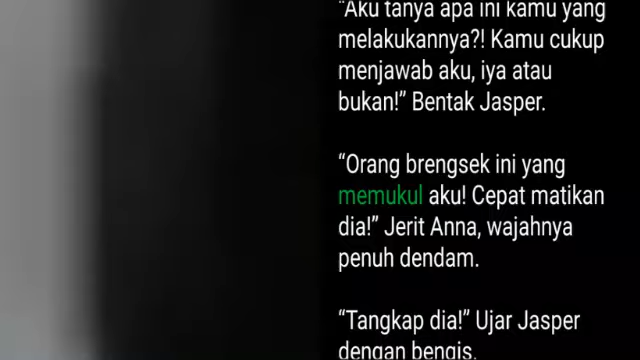 “Aku tanya apa ini kamu yang
melakukannya?! Kamu cukup
menjawab aku, iya atau
bukan!” Bentak Jasper.
“Orang brengsek ini yang
memukul aku! Cepat matikan
dia!” Jerit Anna, wajahnya
penuh dendam.
“Tangkap dia!” Ujar Jasper
dengan bengis.